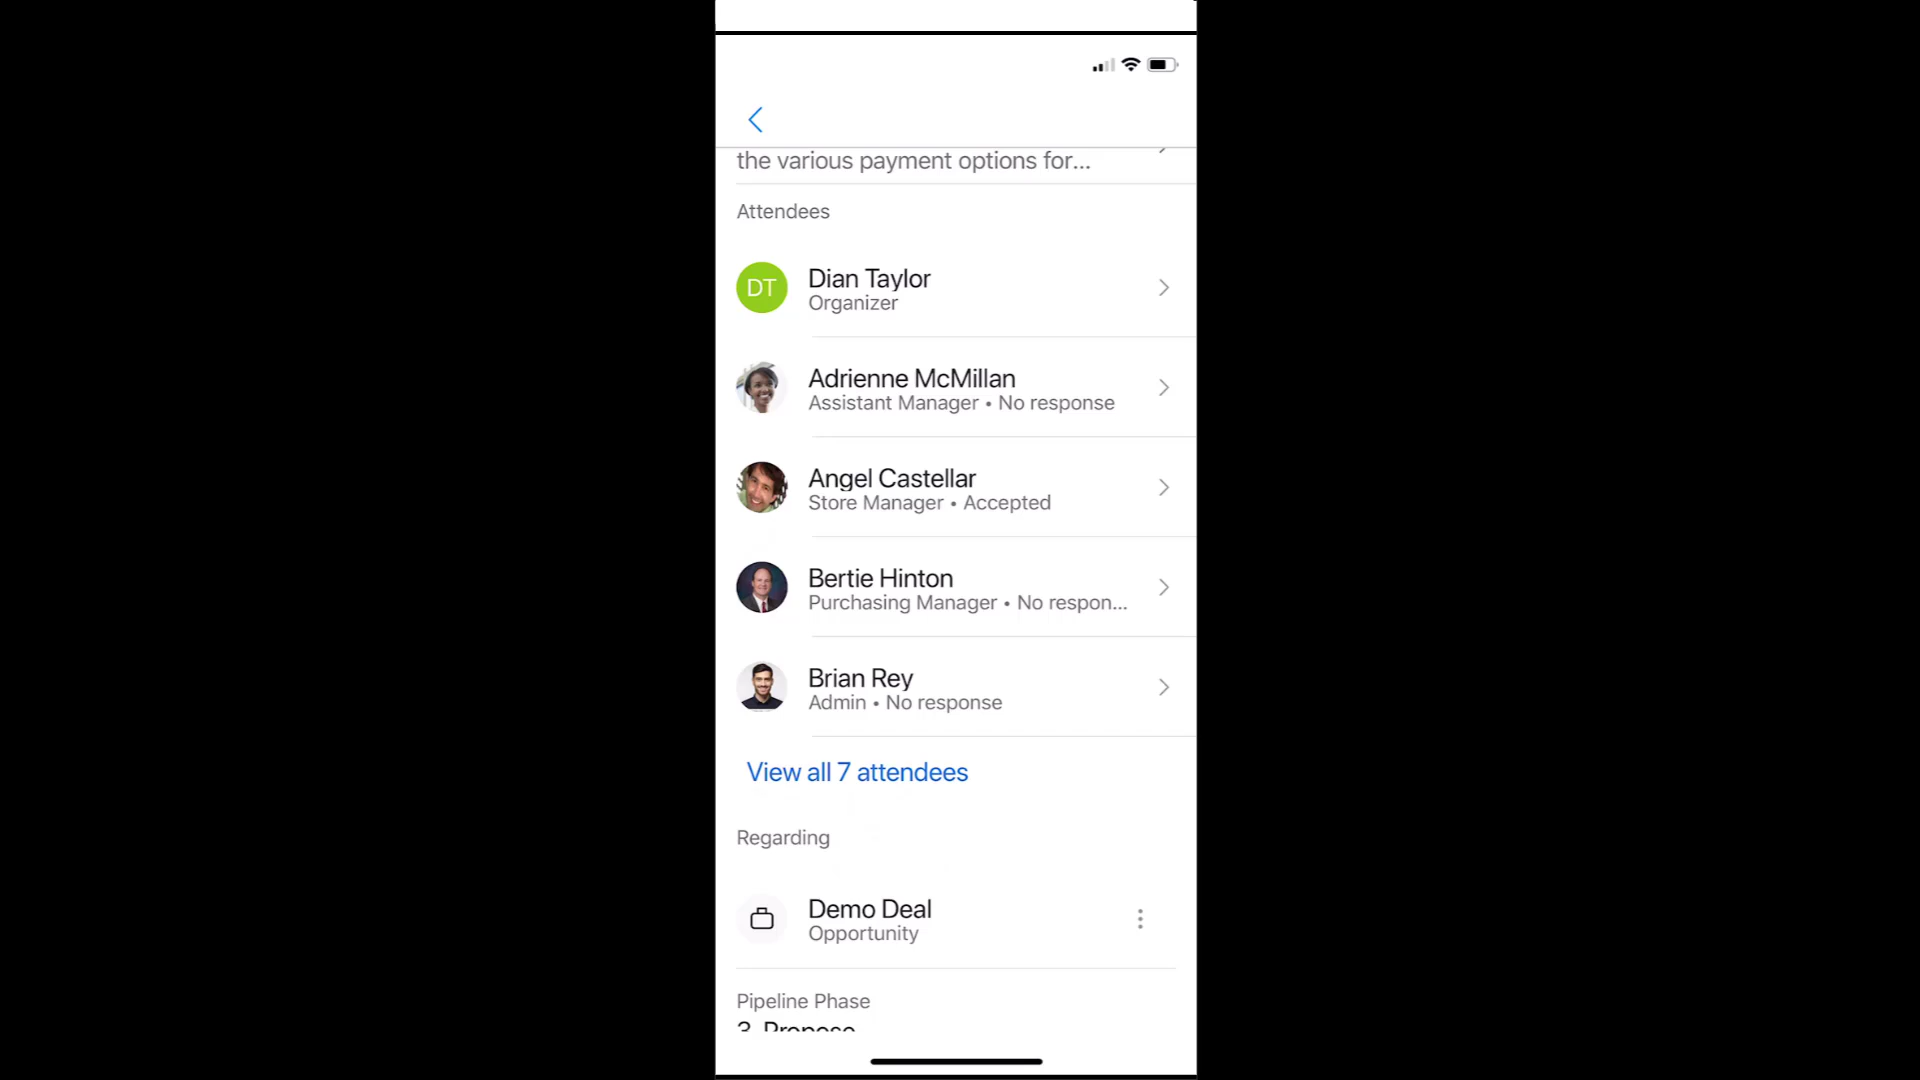 the various payment options for...
Attendees
DT
Dian Taylor
Organizer
Adrienne McMillan
Assistant Manager • No response
Angel Castellar
Store Manager • Accepted
Bertie Hinton
Purchasing Manager • No respon...
Brian Rey
Admin • No response
View all 7 attendees
Regarding
Demo Deal
Opportunity
Pipeline Phase
3. Propose